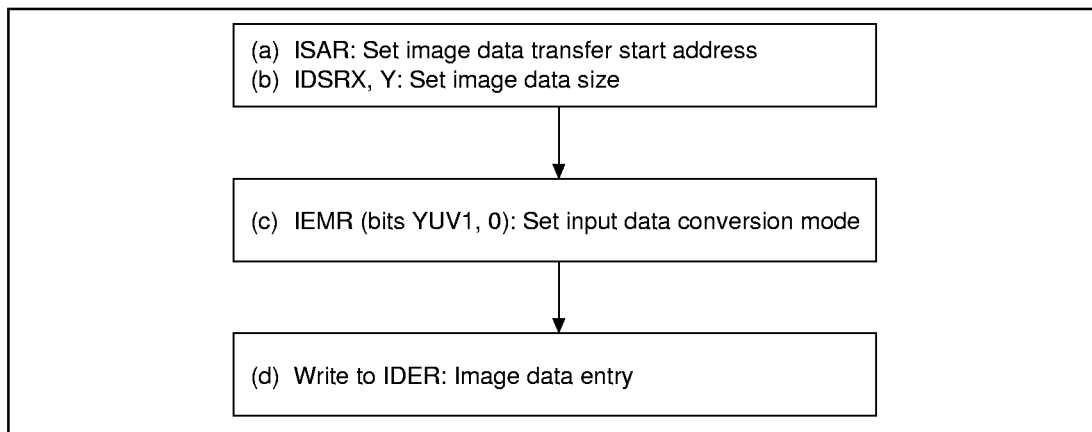 (a) ISAR: Set image data transfer start address
(b) IDSRX, Y: Set image data size
(c) IEMR (bits YUV1, 0): Set input data conversion mode
(d) Write to IDER: Image data entry